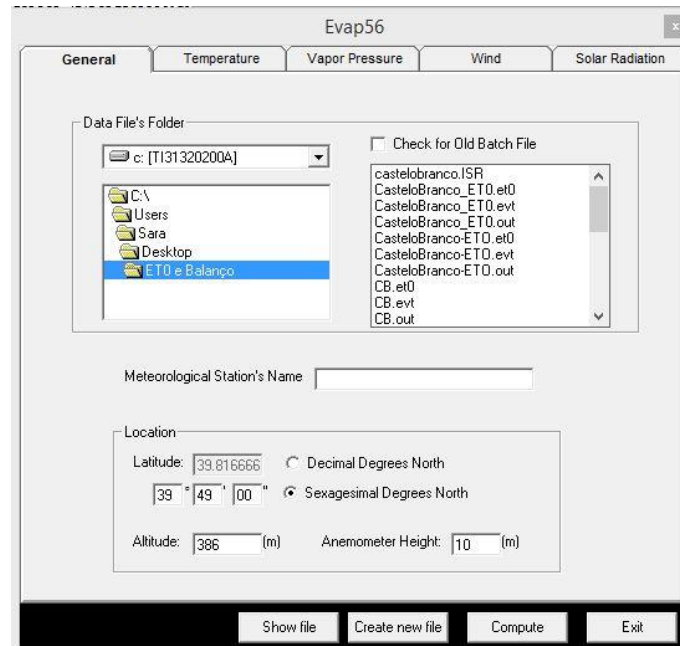 Evap56
x
General Temperature Vapor Pressure Wind Solar Radiation
Data File's Folder
c: [TI31320200A]
Check for Old Batch File
C:\
Users
Sara
Desktop
ET0 e Balanço
castelobranco.ISR
CasteloBranco_ET0.et0
CasteloBranco_ET0.evt
CasteloBranco_ET0.out
CasteloBranco-ETO.et0
CasteloBranco-ETO.evt
CasteloBranco-ETO.out
CB.et0
CB.evt
CB.out
Meteorological Station's Name
Location
Latitude: 39.816666 Decimal Degrees North
39 ° 49 ' 00 " Sexagesimal Degrees North
Altitude: 386 (m) Anemometer Height: 10 (m)
Show file Create new file Compute Exit